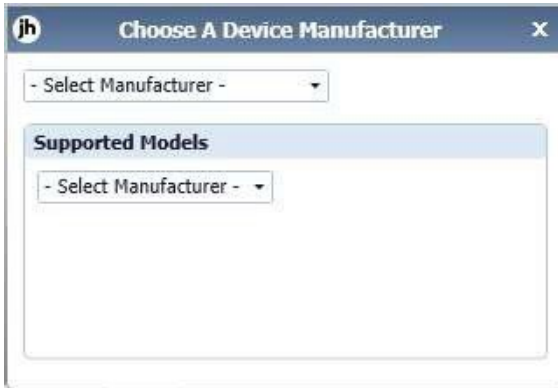 jh Choose A Device Manufacturer X
- Select Manufacturer -
Supported Models
- Select Manufacturer -